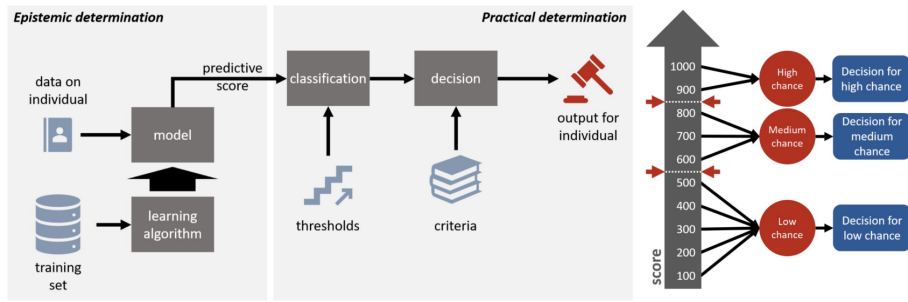 Epistemic determination
Practical determination
data on
individual
predictive
score
model
classification
decision
output for
individual
training
set
learning
algorithm
thresholds
criteria
score
1000
900
800
700
600
500
400
300
200
100
High
chance
Decision for
high chance
Medium
chance
Decision for
medium
chance
Low
chance
Decision for
low chance